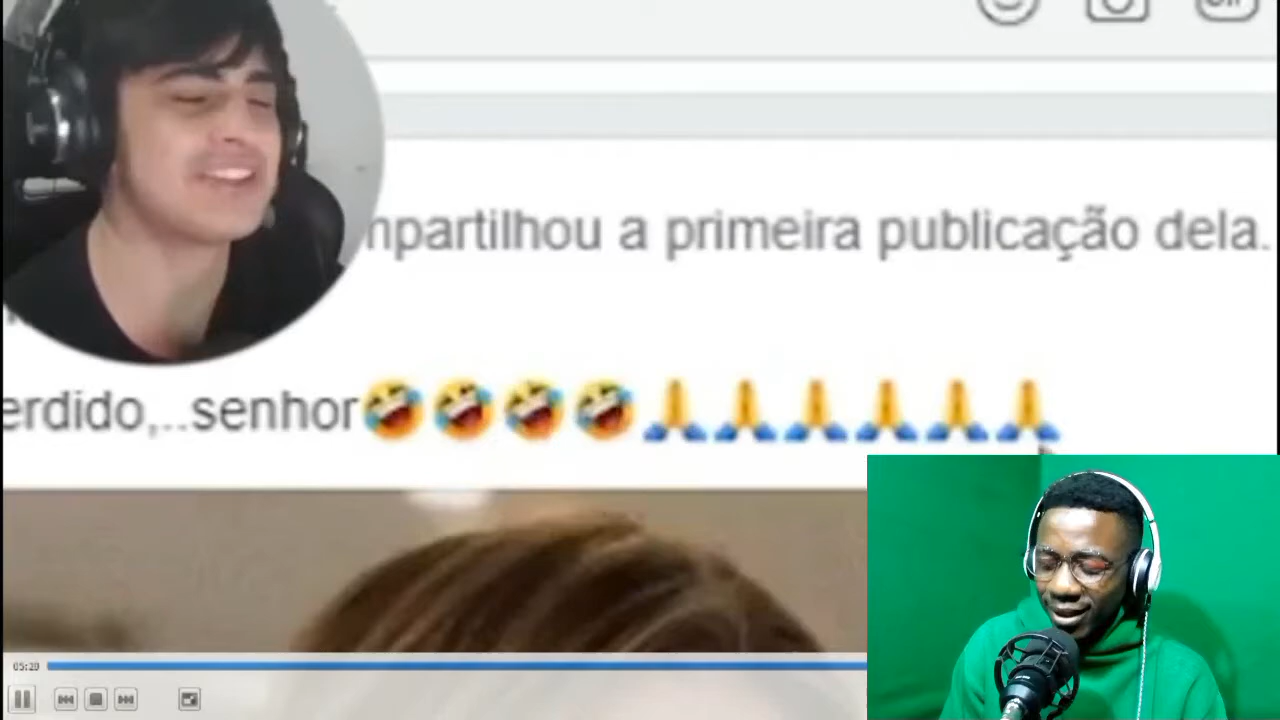 mpartilhou a primeira publicação dela.
erdido,..senhor🤣🤣🤣🤣🙏🙏🙏🙏🙏🙏
05:20